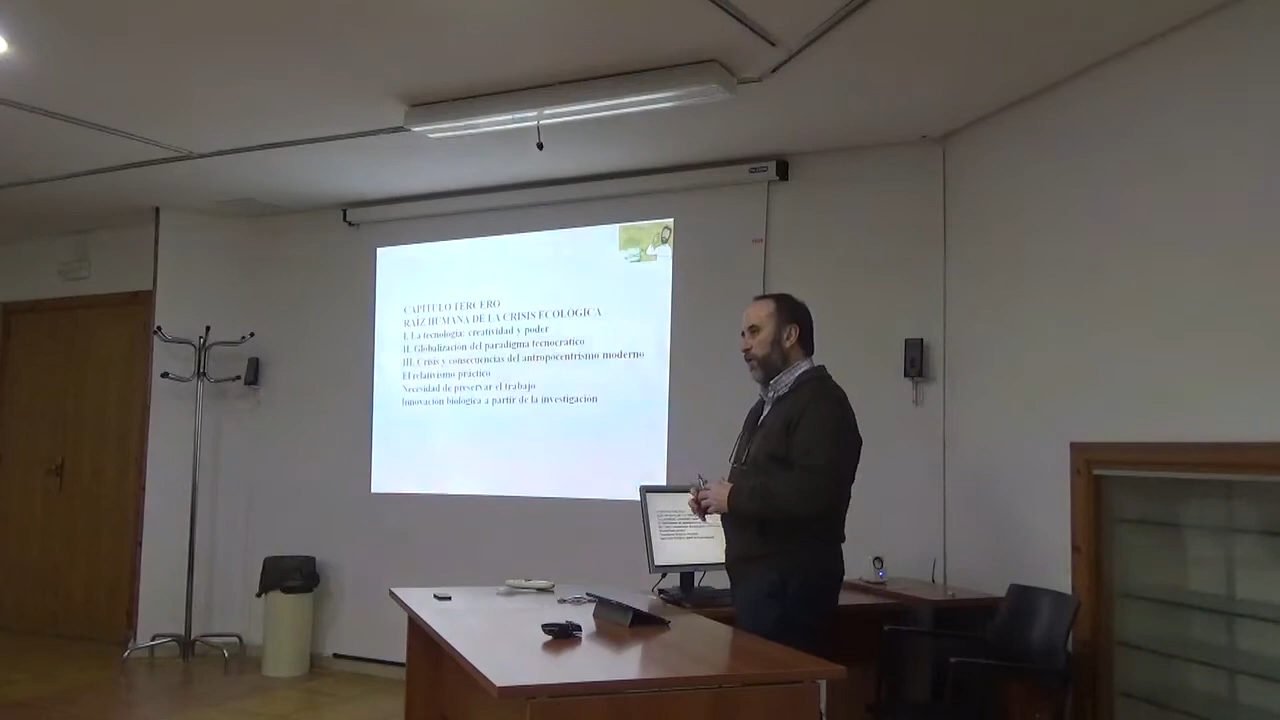 CAPITULO TERCERO
RAIZ HUMANA DE LA CRISIS ECOLOGICA
I. La tecnología: creatividad y poder
II. Globalización del paradigma tecnocrático
III. Crisis y consecuencias del antropocentrismo moderno
El relativismo práctico
Necesidad de preservar el trabajo
Innovación biológica a partir de la investigación